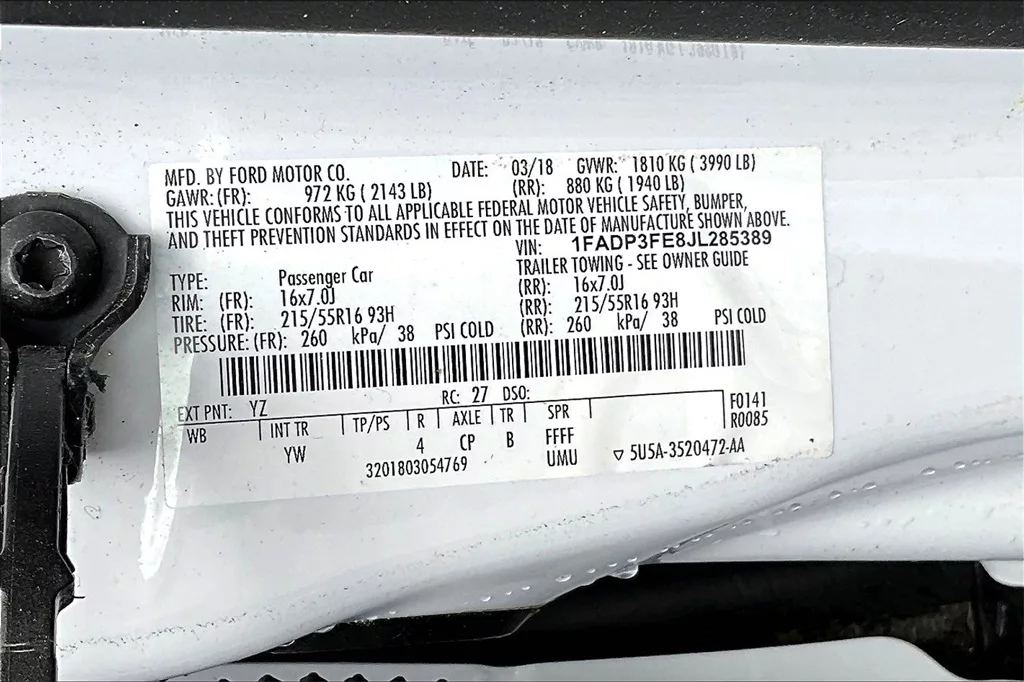 MFD. BY FORD MOTOR CO. DATE: 03/18 GVWR: 1810 KG ( 3990 LB)
GAWR: (FR): 972 KG ( 2143 LB) (RR): 880 KG ( 1940 LB)
THIS VEHICLE CONFORMS TO ALL APPLICABLE FEDERAL MOTOR VEHICLE SAFETY, BUMPER,
AND THEFT PREVENTION STANDARDS IN EFFECT ON THE DATE OF MANUFACTURE SHOWN ABOVE.
VIN: 1FADP3FE8JL285389
TYPE: Passenger Car TRAILER TOWING - SEE OWNER GUIDE
RIM: (FR): 16x7.0J (RR): 16x7.0J
TIRE: (FR): 215/55R16 93H (RR): 215/55R16 93H
PRESSURE: (FR): 260 kPa/ 38 PSI COLD (RR): 260 kPa/ 38 PSI COLD
EXT PNT: YZ RC: 27 DSO: F0141
WB INT TR TP/PS R AXLE TR SPR R0085
YW 4 CP B FFFF
3201803054769 UMU ▽ 5U5A-3520472-AA